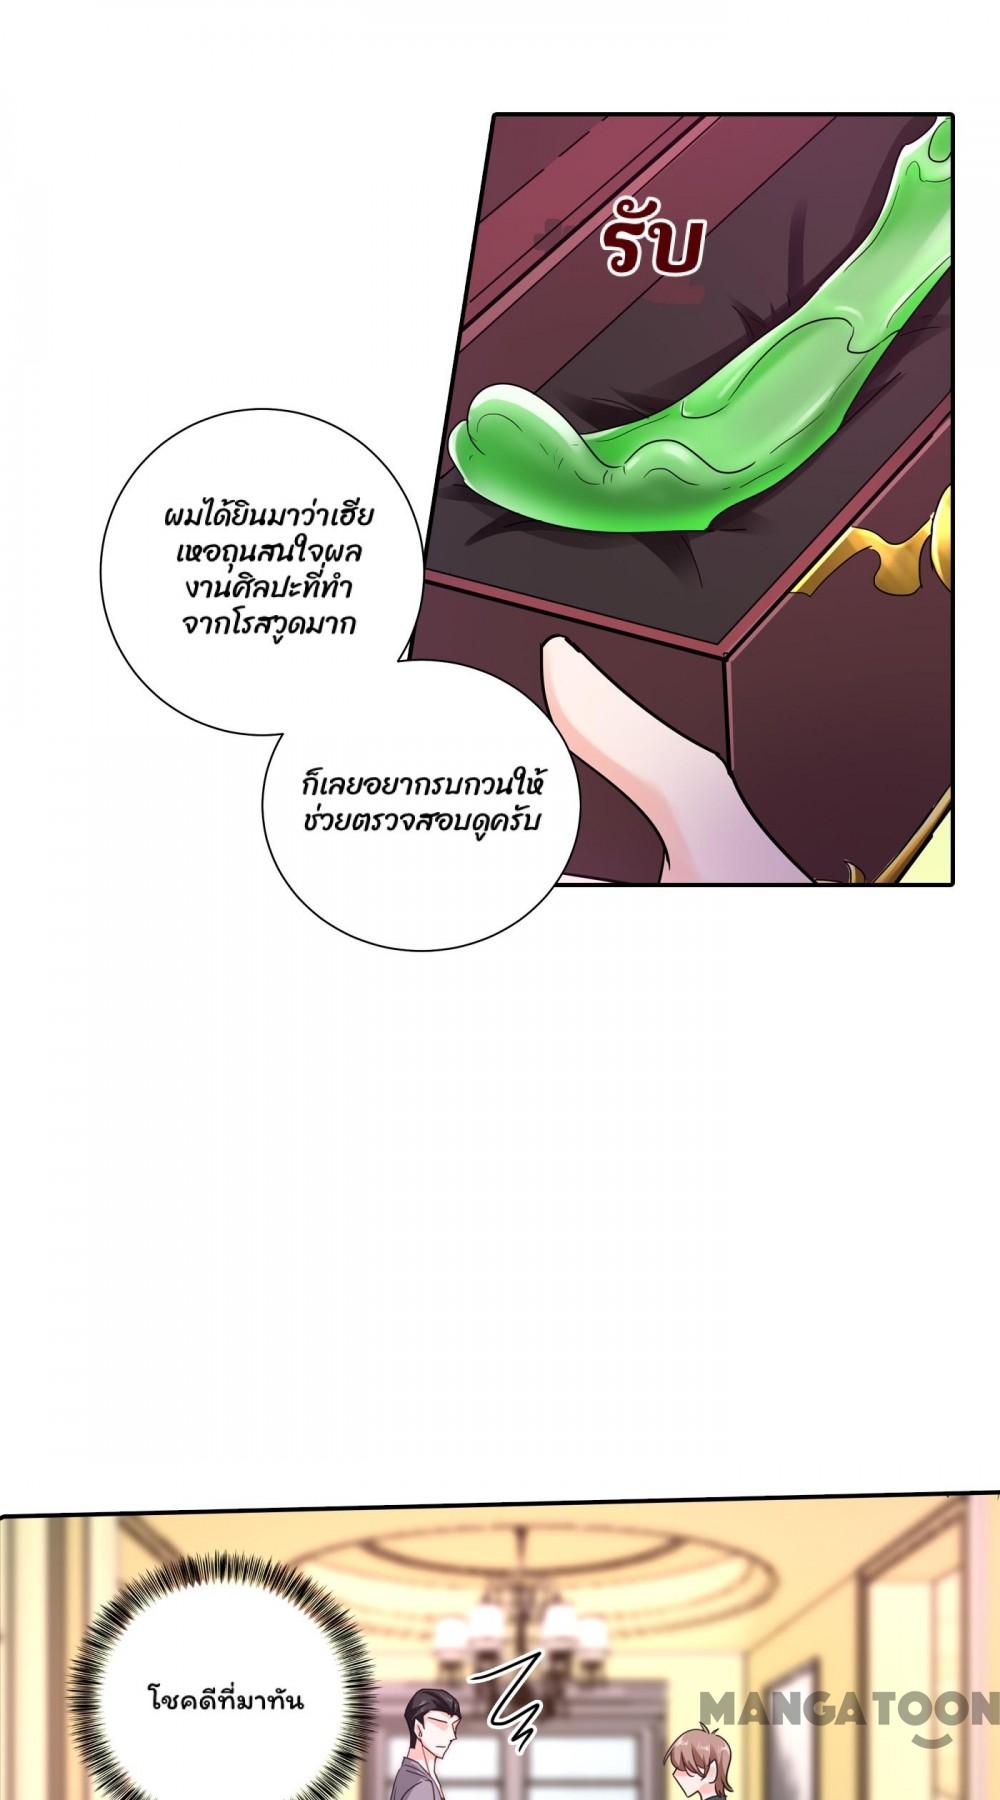 รับ
ผมได้ยินมาว่าเฮีย
เหอถุนสนใจผล
งานศิลปะที่ทำ
จากโรสวูดมาก
ก็เลยอยากรบกวนให้
ช่วยตรวจสอบดูครับ
โชคดีที่มาทัน
MANGATOON